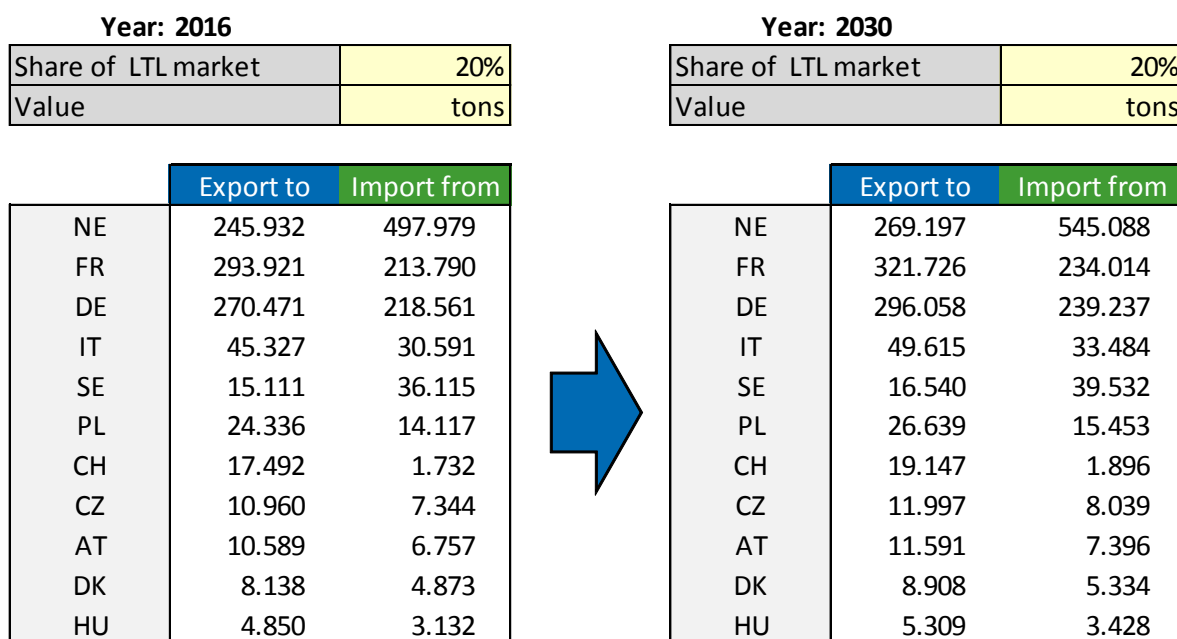 Year: 2016
Share of LTL market 20%
Value tons
Export to Import from
NE 245.932 497.979
FR 293.921 213.790
DE 270.471 218.561
IT 45.327 30.591
SE 15.111 36.115
PL 24.336 14.117
CH 17.492 1.732
CZ 10.960 7.344
AT 10.589 6.757
DK 8.138 4.873
HU 4.850 3.132
Year: 2030
Share of LTL market 20%
Value tons
Export to Import from
NE 269.197 545.088
FR 321.726 234.014
DE 296.058 239.237
IT 49.615 33.484
SE 16.540 39.532
PL 26.639 15.453
CH 19.147 1.896
CZ 11.997 8.039
AT 11.591 7.396
DK 8.908 5.334
HU 5.309 3.428